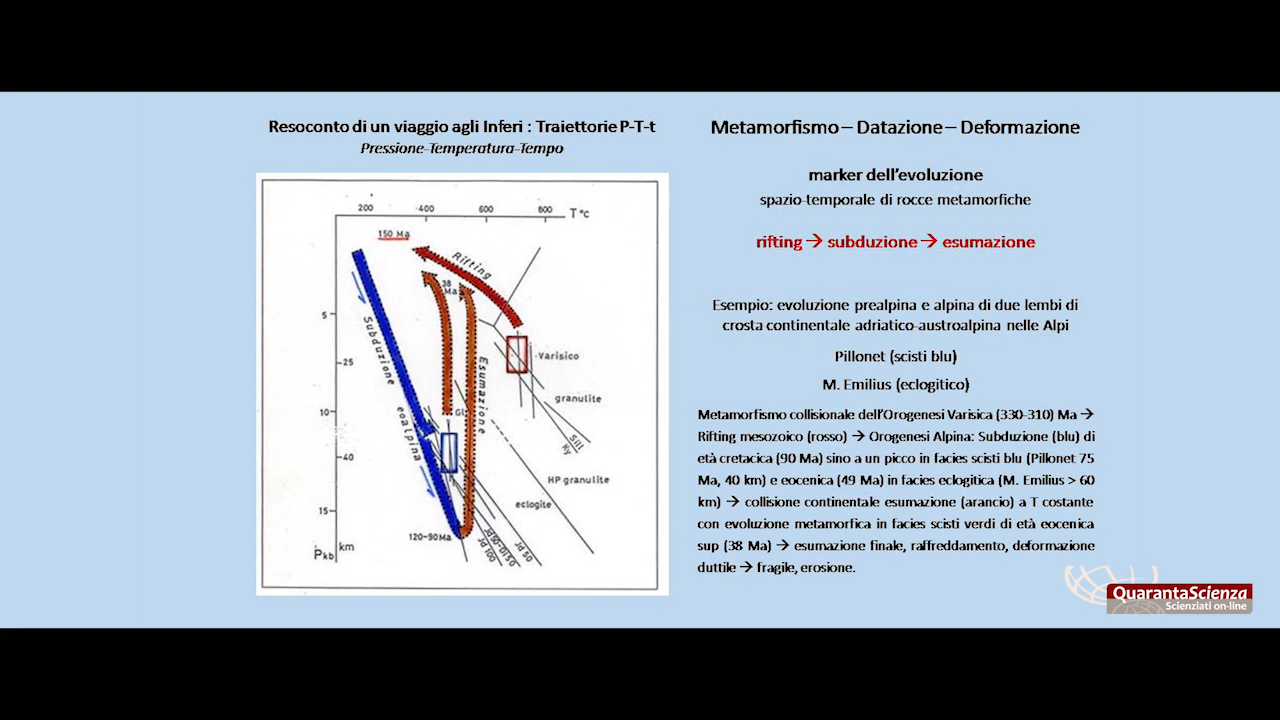 Resoconto di un viaggio agli Inferi : Traiettorie P-T-t
Pressione-Temperatura-Tempo
200 400 600 800 T °c
150 Ma
Rifting
38
Ma
5
Subduzione
25
Varisico
Esumazione
granulite
10
Gl
eoalpina
Sill
Ky
40
HP granulite
eclogite
15
120-90Ma
Jd 100
Jd 50
Pkb
km
Metamorfismo – Datazione – Deformazione
marker dell’evoluzione
spazio-temporale di rocce metamorfiche
rifting → subduzione → esumazione
Esempio: evoluzione prealpina e alpina di due lembi di
crosta continentale adriatico-austroalpina nelle Alpi
Pillonet (scisti blu)
M. Emilius (eclogitico)
Metamorfismo collisionale dell’Orogenesi Varisica (330-310) Ma →
Rifting mesozoico (rosso) → Orogenesi Alpina: Subduzione (blu) di
età cretacica (90 Ma) sino a un picco in facies scisti blu (Pillonet 75
Ma, 40 km) e eocenica (49 Ma) in facies eclogitica (M. Emilius > 60
km) → collisione continentale esumazione (arancio) a T costante
con evoluzione metamorfica in facies scisti verdi di età eocenica
sup (38 Ma) → esumazione finale, raffreddamento, deformazione
duttile → fragile, erosione.
QuarantaScienza
Scienziati on-line